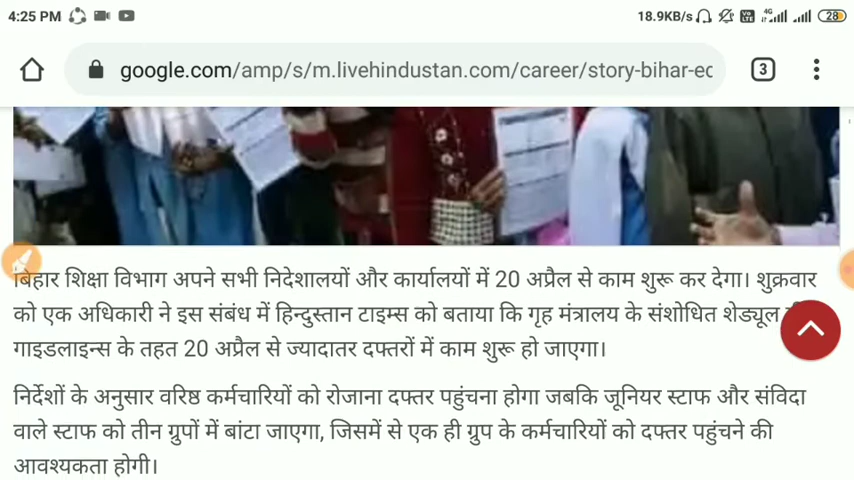 4:25 PM 18.9KB/s 4G 28
google.com/amp/s/m.livehindustan.com/career/story-bihar-ec 3
बिहार शिक्षा विभाग अपने सभी निदेशालयों और कार्यालयों में 20 अप्रैल से काम शुरू कर देगा। शुक्रवार
को एक अधिकारी ने इस संबंध में हिन्दुस्तान टाइम्स को बताया कि गृह मंत्रालय के संशोधित शेड्यूल
गाइडलाइन्स के तहत 20 अप्रैल से ज्यादातर दफ्तरों में काम शुरू हो जाएगा।
निर्देशों के अनुसार वरिष्ठ कर्मचारियों को रोजाना दफ्तर पहुंचना होगा जबकि जूनियर स्टाफ और संविदा
वाले स्टाफ को तीन ग्रुपों में बांटा जाएगा, जिसमें से एक ही ग्रुप के कर्मचारियों को दफ्तर पहुंचने की
आवश्यकता होगी।